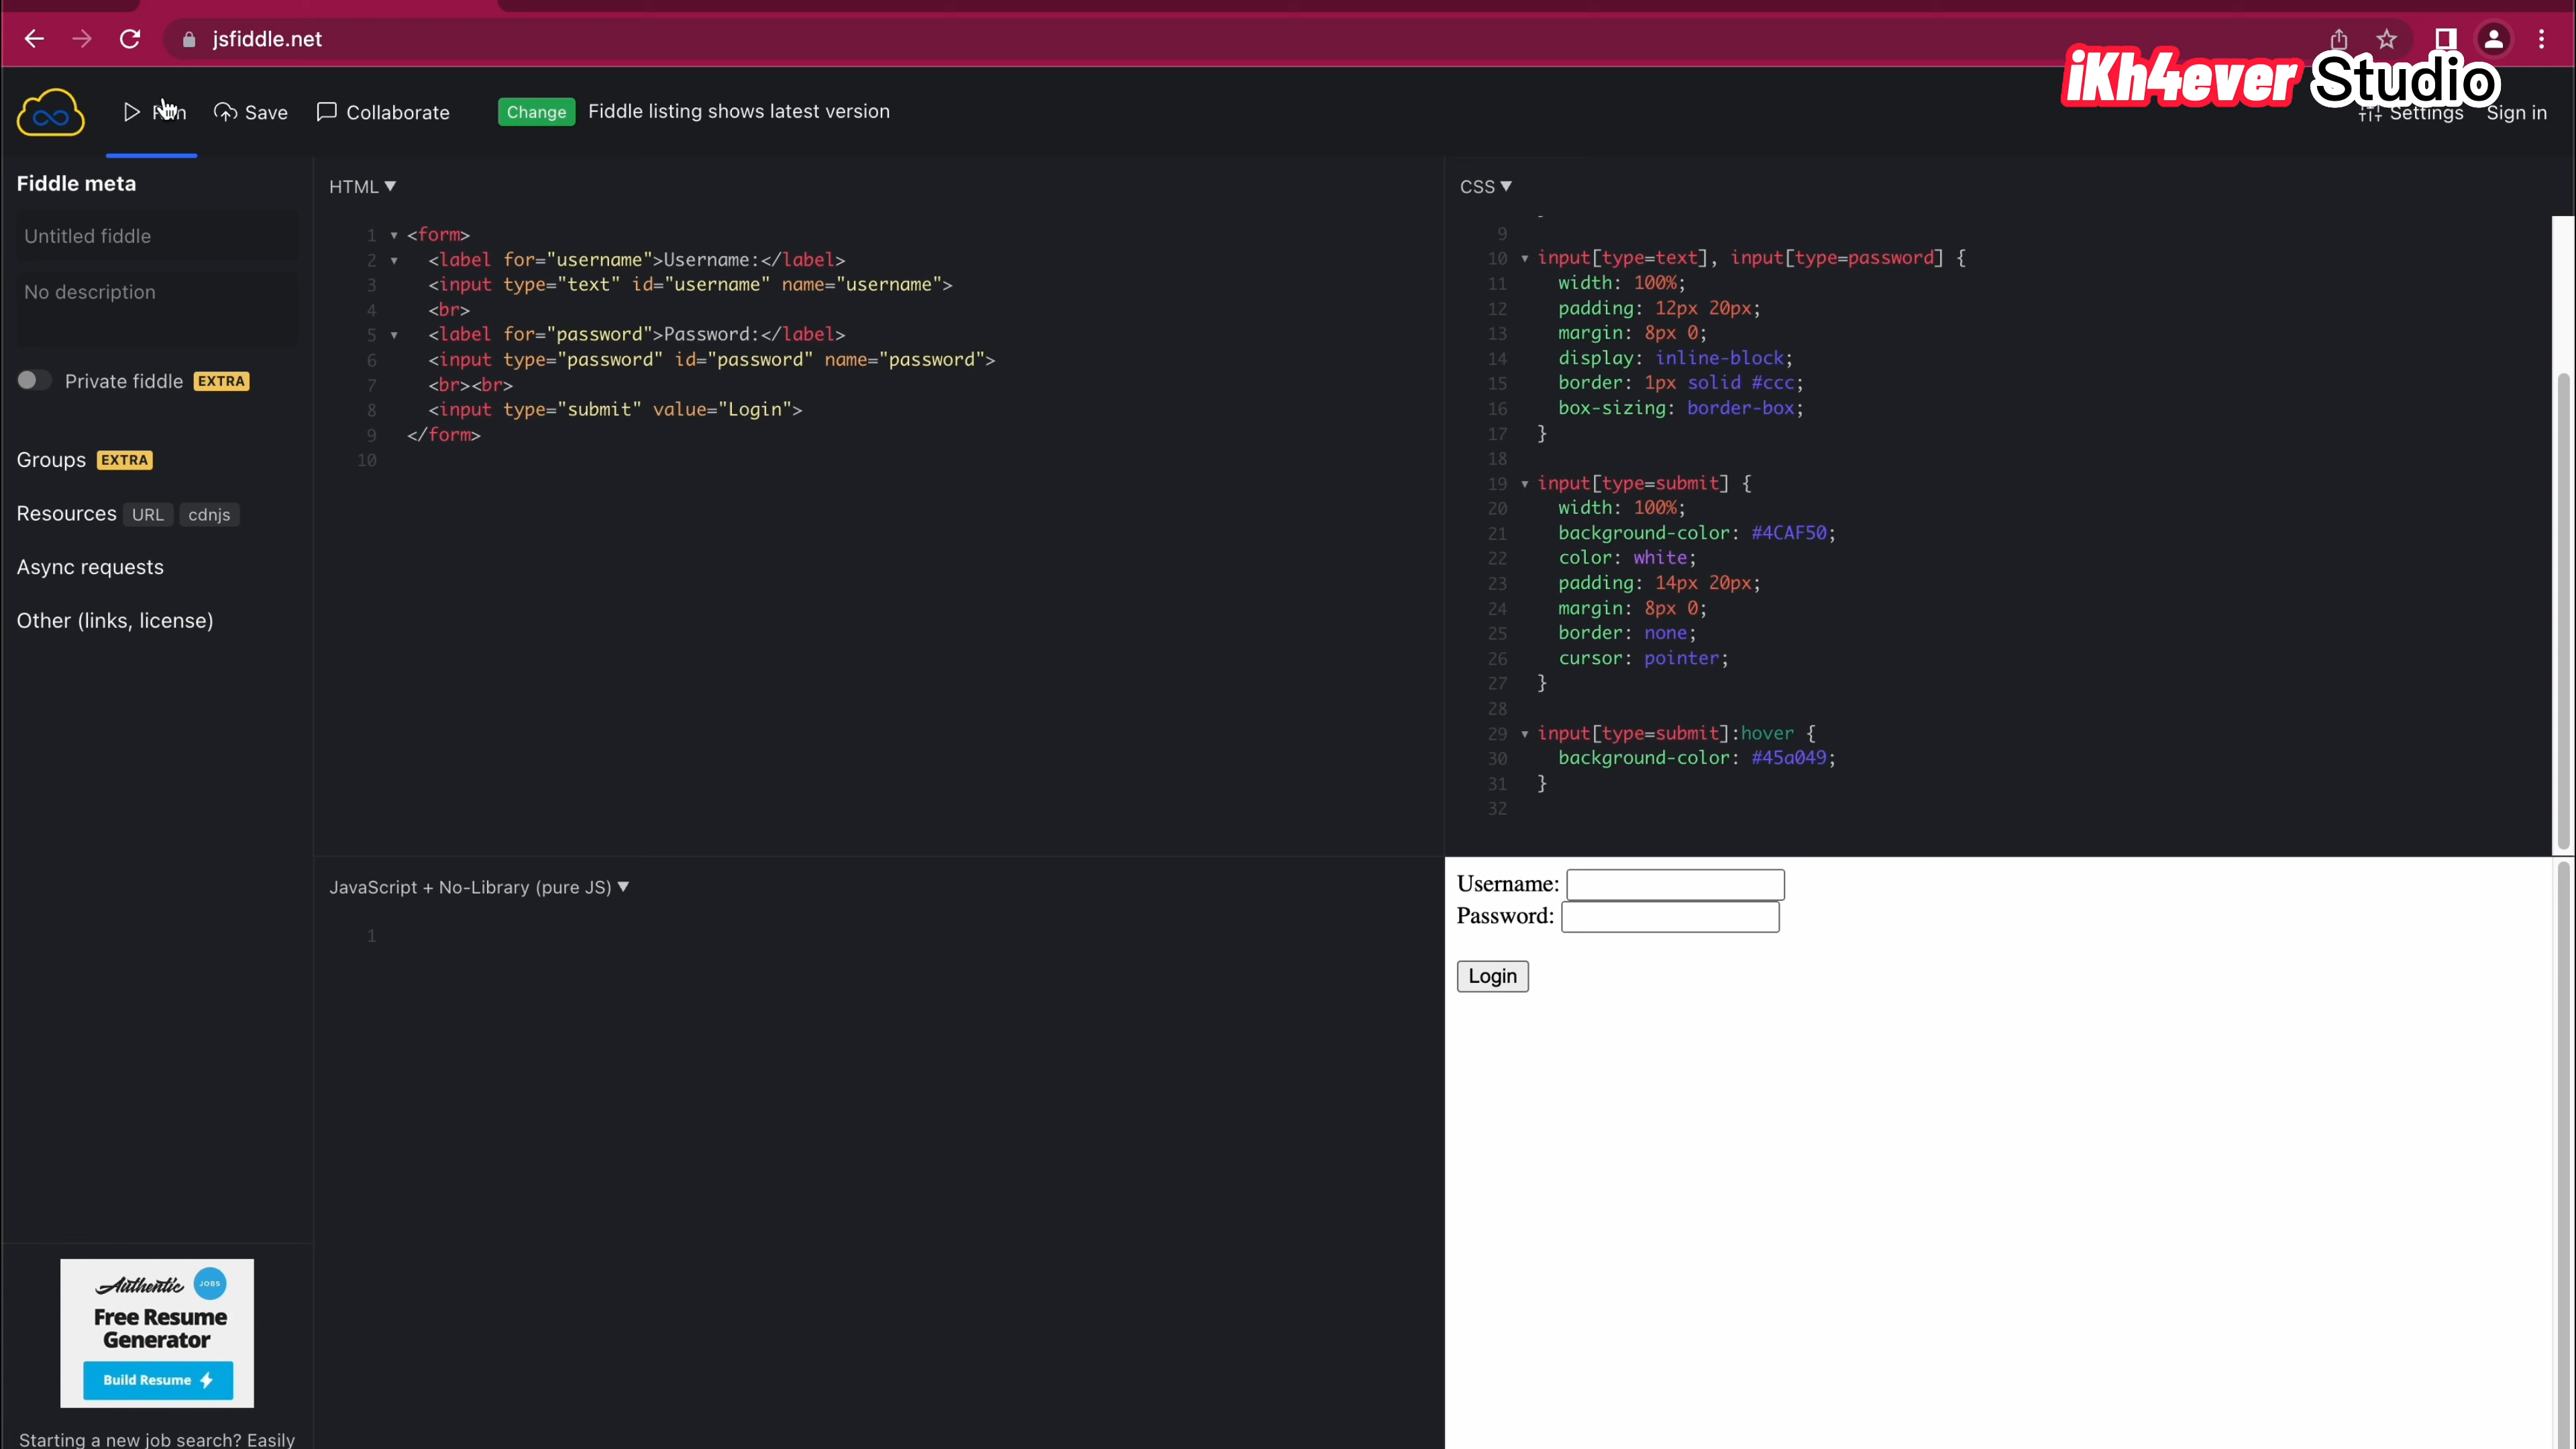 jsfiddle.net
iKh4ever Studio
Run
Save
Collaborate
Change
Fiddle listing shows latest version
Settings
Sign in
Fiddle meta
Untitled fiddle
No description
Private fiddle EXTRA
Groups EXTRA
Resources URL cdnjs
Async requests
Other (links, license)
Authentic JOBS
Free Resume
Generator
Build Resume
Starting a new job search? Easily
HTML ▼
1 <form>
2 <label for="username">Username:</label>
3 <input type="text" id="username" name="username">
4 <br>
5 <label for="password">Password:</label>
6 <input type="password" id="password" name="password">
7 <br><br>
8 <input type="submit" value="Login">
9 </form>
10
CSS ▼
9
10 input[type=text], input[type=password] {
11 width: 100%;
12 padding: 12px 20px;
13 margin: 8px 0;
14 display: inline-block;
15 border: 1px solid #ccc;
16 box-sizing: border-box;
17 }
18
19 input[type=submit] {
20 width: 100%;
21 background-color: #4CAF50;
22 color: white;
23 padding: 14px 20px;
24 margin: 8px 0;
25 border: none;
26 cursor: pointer;
27 }
28
29 input[type=submit]:hover {
30 background-color: #45a049;
31 }
32
JavaScript + No-Library (pure JS) ▼
1
Username:
Password:
Login